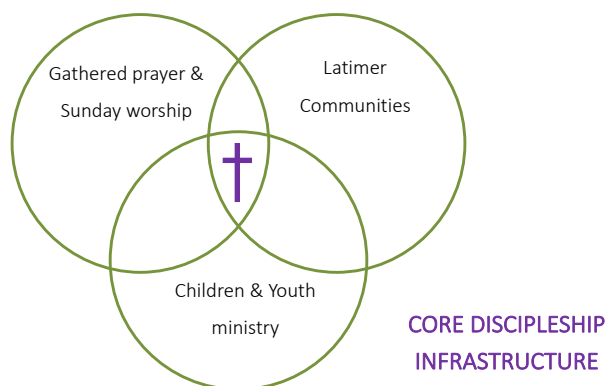 Gathered prayer &
Sunday worship
Latimer
Communities
Children & Youth
ministry
CORE DISCIPLESHIP
INFRASTRUCTURE